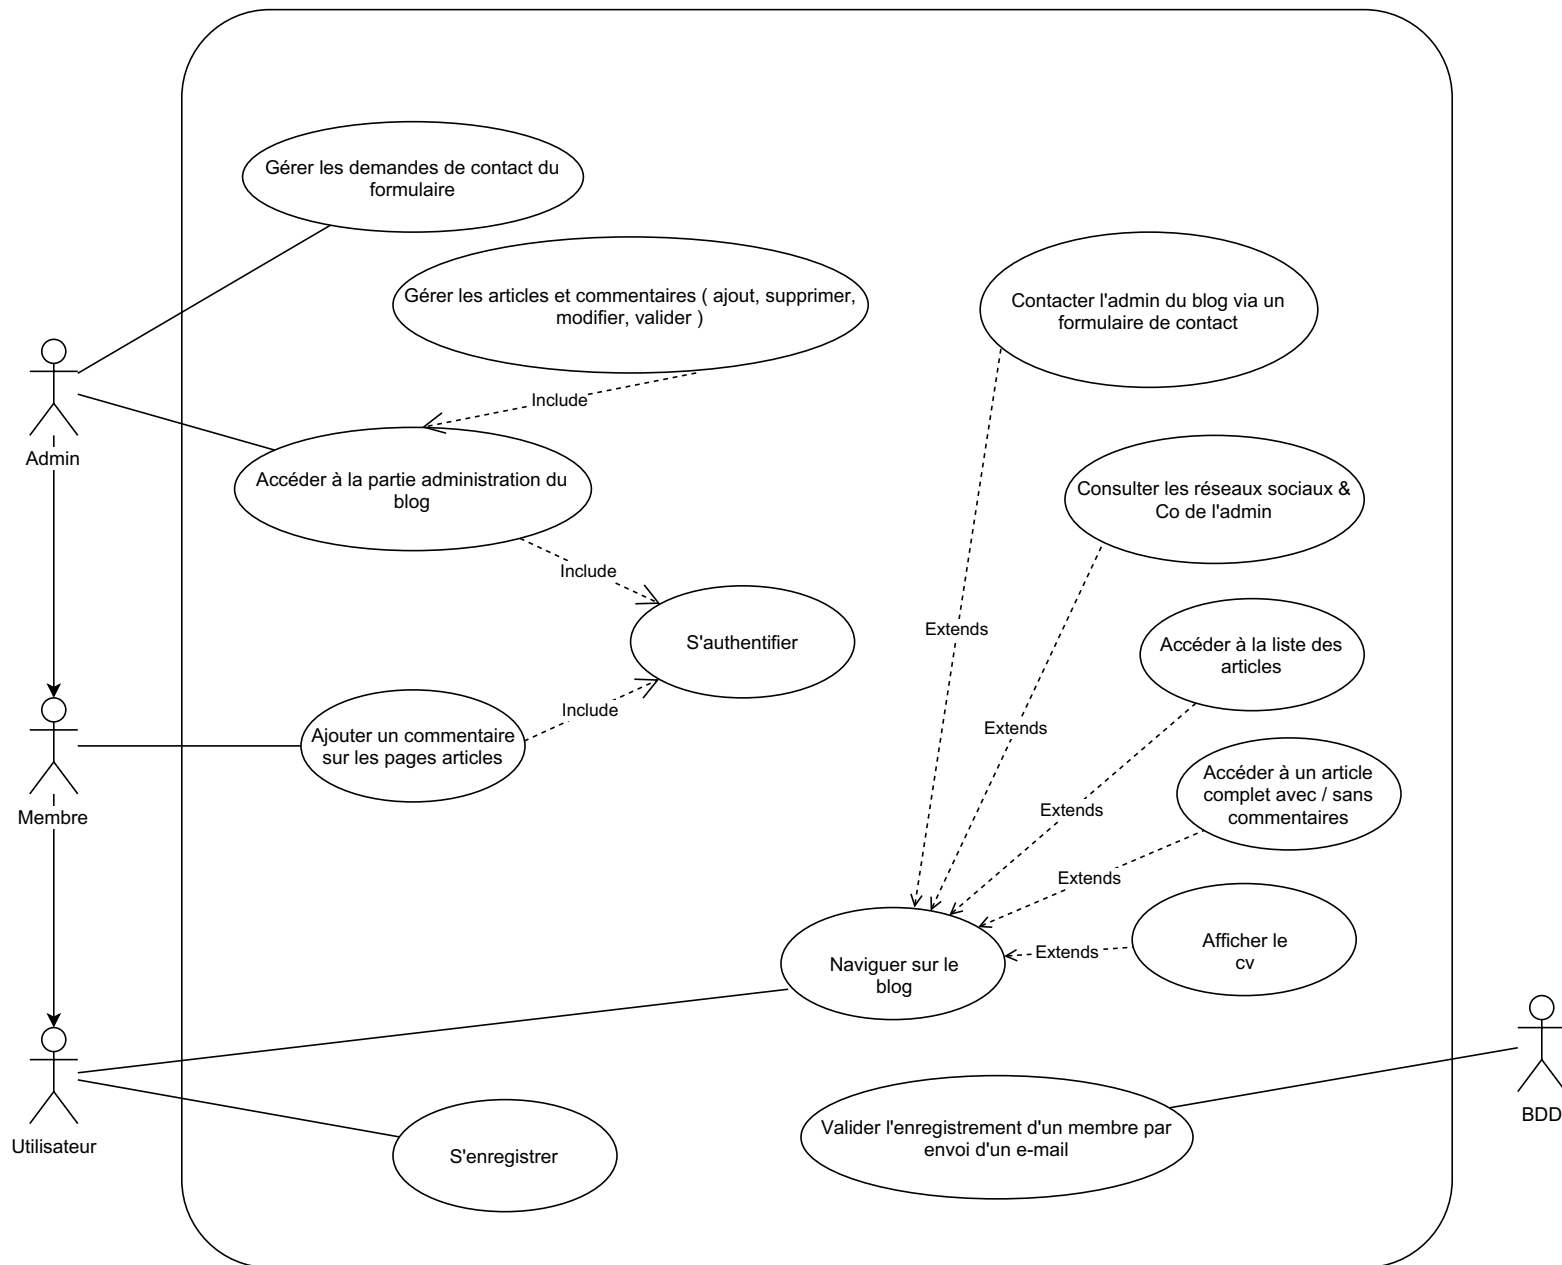 Gérer les demandes de contact du
formulaire
Gérer les articles et commentaires ( ajout, supprimer,
modifier, valider )
Contacter l'admin du blog via un
formulaire de contact
Include
Admin
Accéder à la partie administration du
blog
Consulter les réseaux sociaux &
Co de l'admin
Include
S'authentifier
Extends
Accéder à la liste des
articles
Include
Ajouter un commentaire
sur les pages articles
Extends
Membre
Accéder à un article
complet avec / sans
commentaires
Extends
Extends
Naviguer sur le
blog
Extends
Afficher le
cv
Utilisateur
S'enregistrer
Valider l'enregistrement d'un membre par
envoi d'un e-mail
BDD